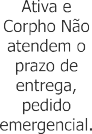 Ativa e
Corpho Não
atendem o
prazo de
entrega,
pedido
emergencial.